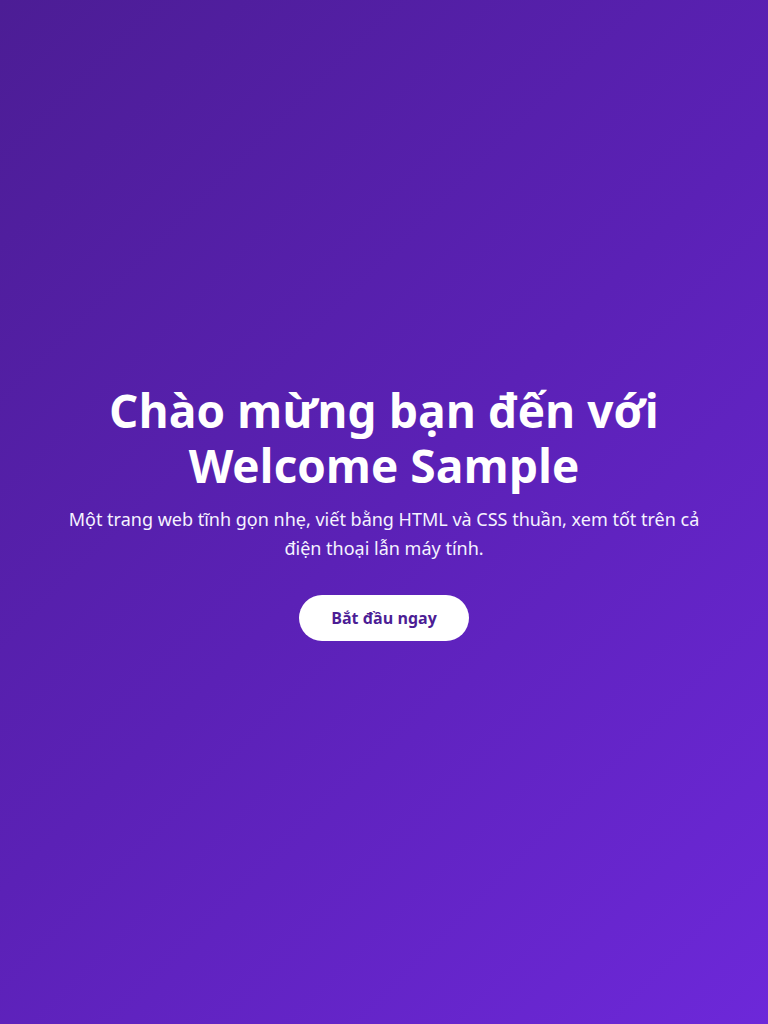 Chào mừng bạn đến với
Welcome Sample
Một trang web tĩnh gọn nhẹ, viết bằng HTML và CSS thuần, xem tốt trên cả
điện thoại lẫn máy tính.
Bắt đầu ngay